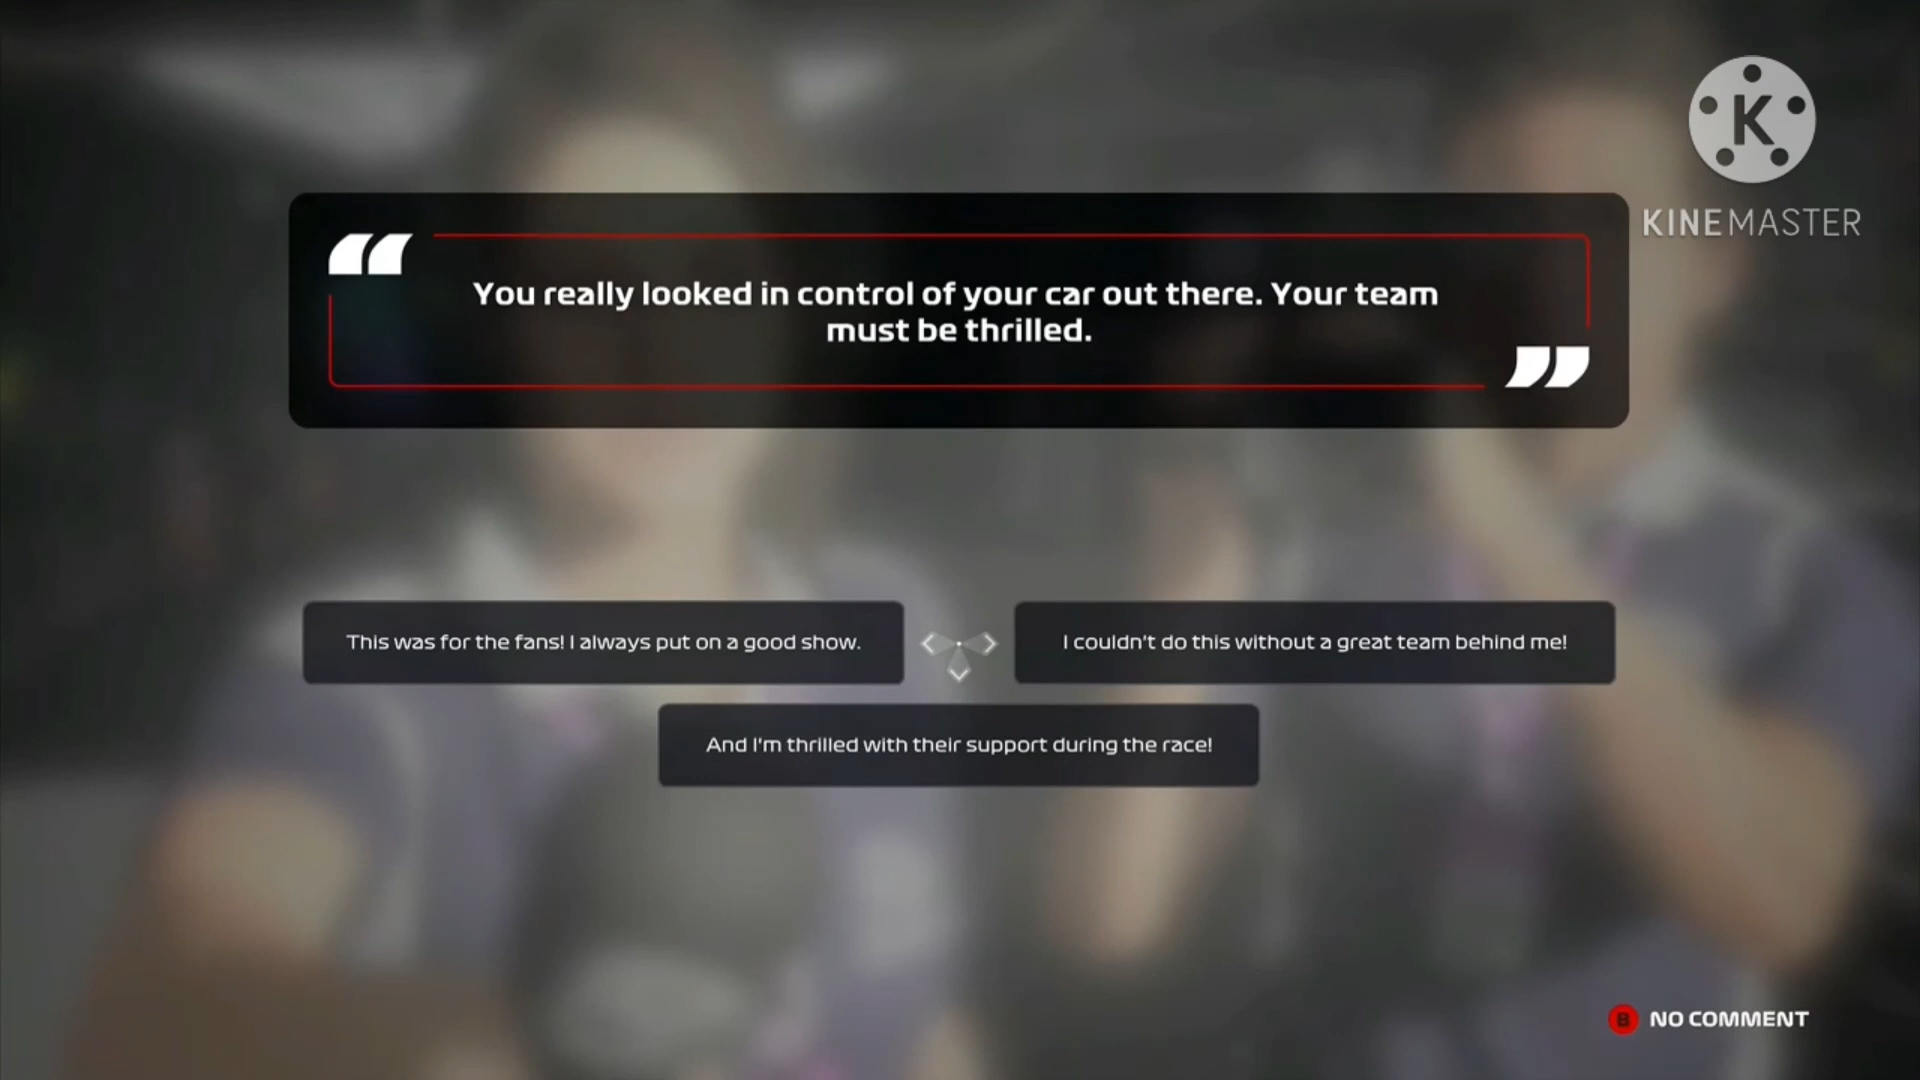 K
KINEMASTER
You really looked in control of your car out there. Your team
must be thrilled.
This was for the fans! I always put on a good show.
I couldn't do this without a great team behind me!
And I'm thrilled with their support during the race!
B NO COMMENT